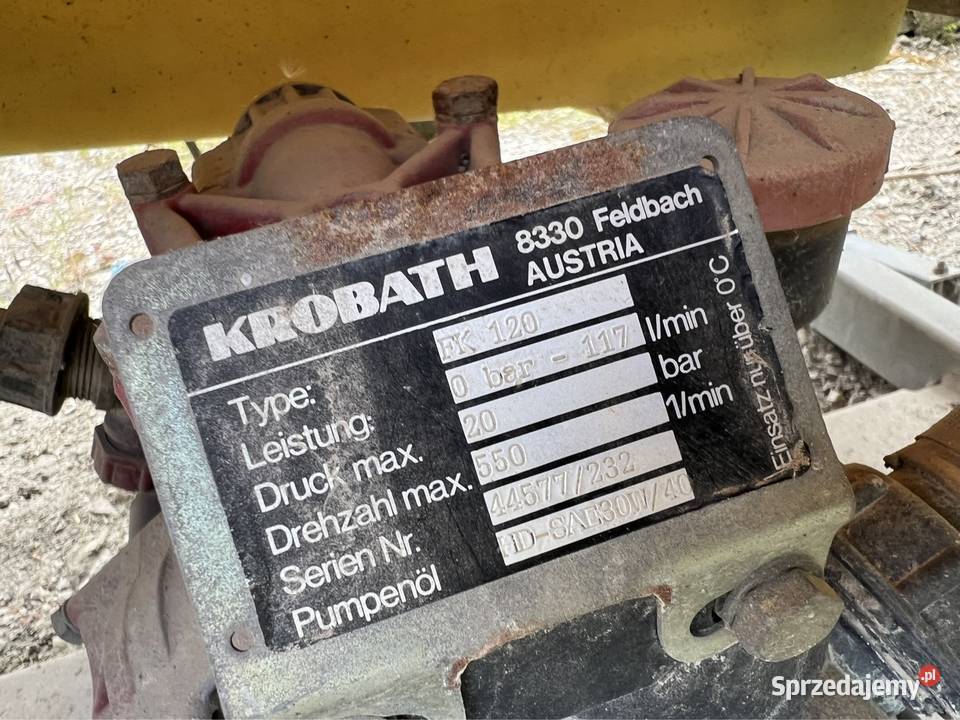 KROBATH 8330 Feldbach
AUSTRIA
Type: FK 120
Leistung: 0 bar - 117 l/min
Druck max. 20 bar
Drehzahl max. 550 1/min
Serien Nr. 44577/232
Pumpenöl HD-SAE30W/40
Einsatz nur über 0°C
Sprzedajemy.pl